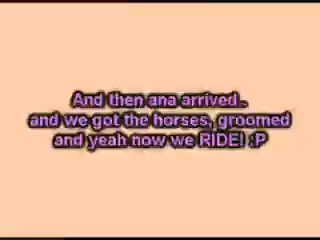 And then ana arrived..
and we got the horses, groomed
and yeah now we RIDE! :P